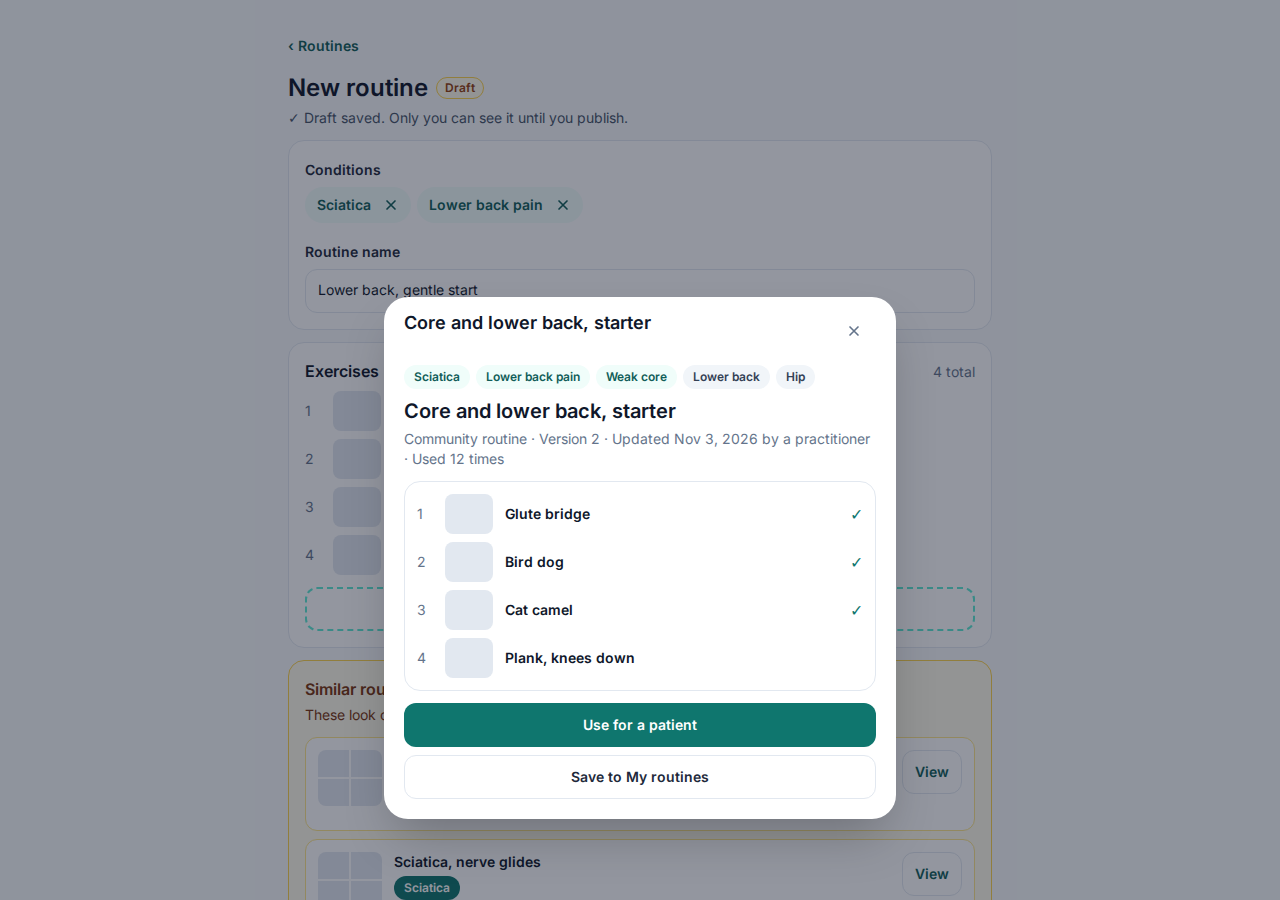 ‹ Routines
New routine Draft
✓ Draft saved. Only you can see it until you publish.
Conditions
Sciatica ✕ Lower back pain ✕
Routine name
Lower back, gentle start
Exercises 4 total
1
2
3
4
Similar rou
These look
View
Sciatica, nerve glides
Sciatica
View
Core and lower back, starter ✕
Sciatica Lower back pain Weak core Lower back Hip
Core and lower back, starter
Community routine · Version 2 · Updated Nov 3, 2026 by a practitioner
· Used 12 times
1 Glute bridge ✓
2 Bird dog ✓
3 Cat camel ✓
4 Plank, knees down
Use for a patient
Save to My routines